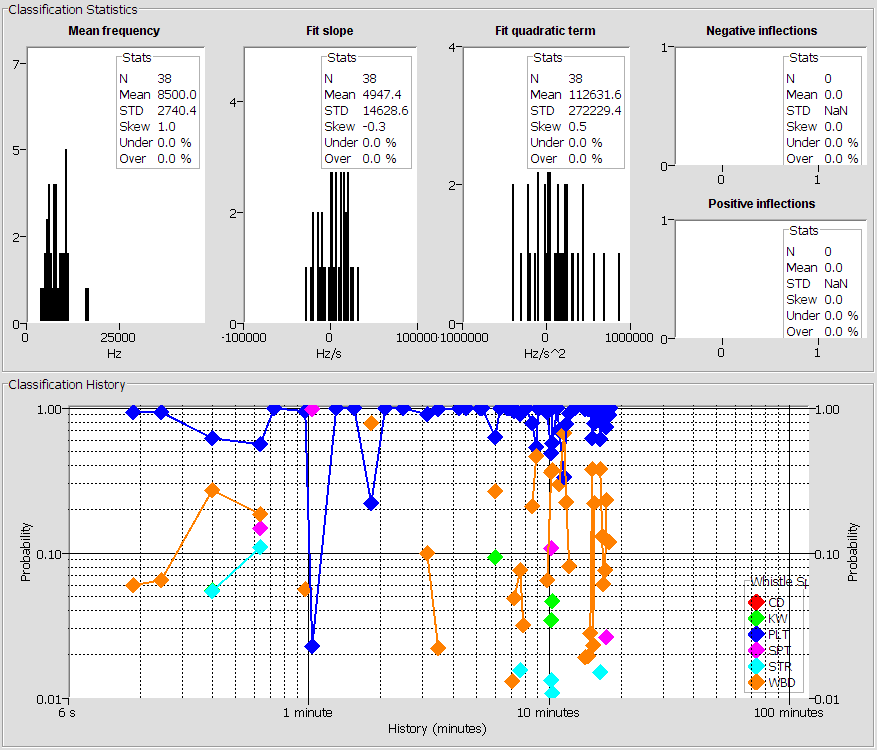 Classification Statistics
Mean frequency
Fit slope
Fit quadratic term
Negative inflections
7
5
2
0
Stats
N 38
Mean 8500.0
STD 2740.4
Skew 1.0
Under 0.0 %
Over 0.0 %
0
25000
Hz
4
2
0
Stats
N 38
Mean 4947.4
STD 14628.6
Skew -0.3
Under 0.0 %
Over 0.0 %
-100000
0
100000
Hz/s
4
2
0
Stats
N 38
Mean 112631.6
STD 272229.4
Skew 0.5
Under 0.0 %
Over 0.0 %
-1000000
0
1000000
Hz/s^2
1
0
Stats
N 0
Mean 0.0
STD NaN
Skew 0.0
Under 0.0 %
Over 0.0 %
0
1
Positive inflections
1
0
Stats
N 0
Mean 0.0
STD NaN
Skew 0.0
Under 0.0 %
Over 0.0 %
0
1
Classification History
1.00
0.10
0.01
Probability
1.00
0.10
0.01
Probability
Whistle Sp
CD
KW
PLT
SPT
STR
WBD
6 s
1 minute
10 minutes
100 minutes
History (minutes)